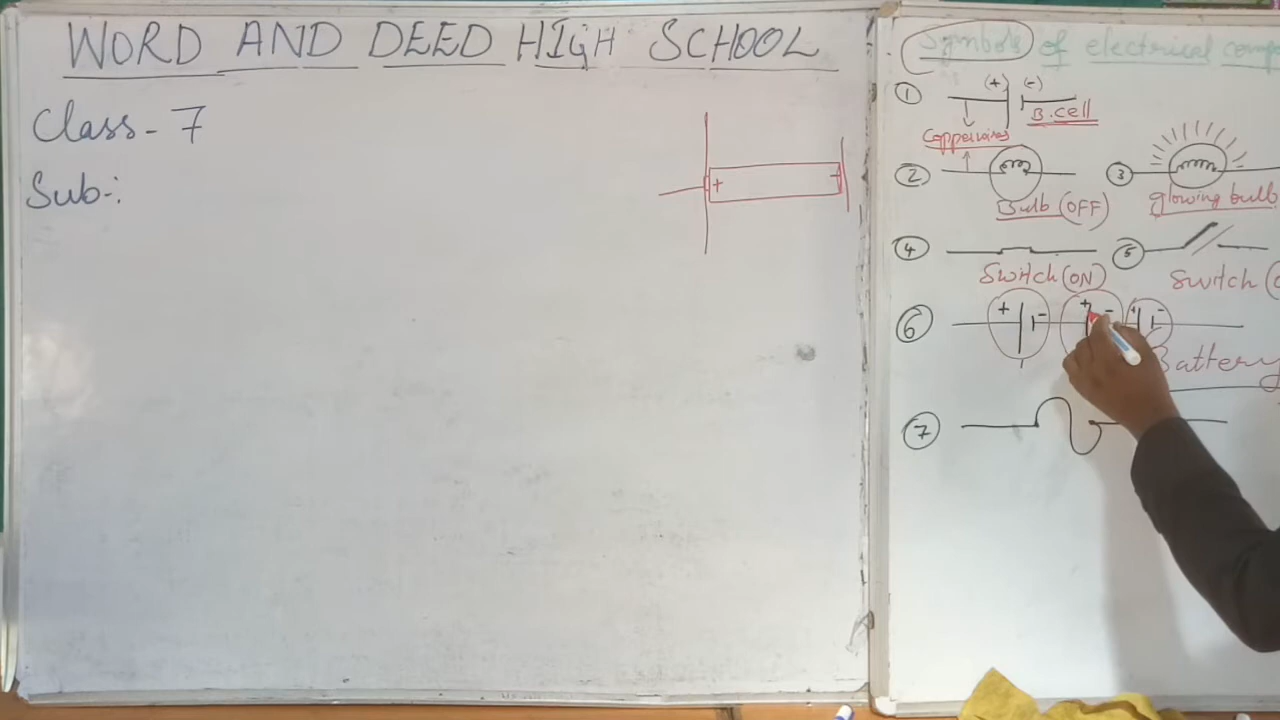 WORD AND DEED HIGH SCHOOL
Class- 7
Sub-:
+ -
Symbols of electrical comp
① (+) (-)
B.cell
Copper wires
② ③
Bulb (OFF) glowing bulb
④ ⑤
Switch (ON) Switch (
⑥ + - + - + -
Battery
⑦